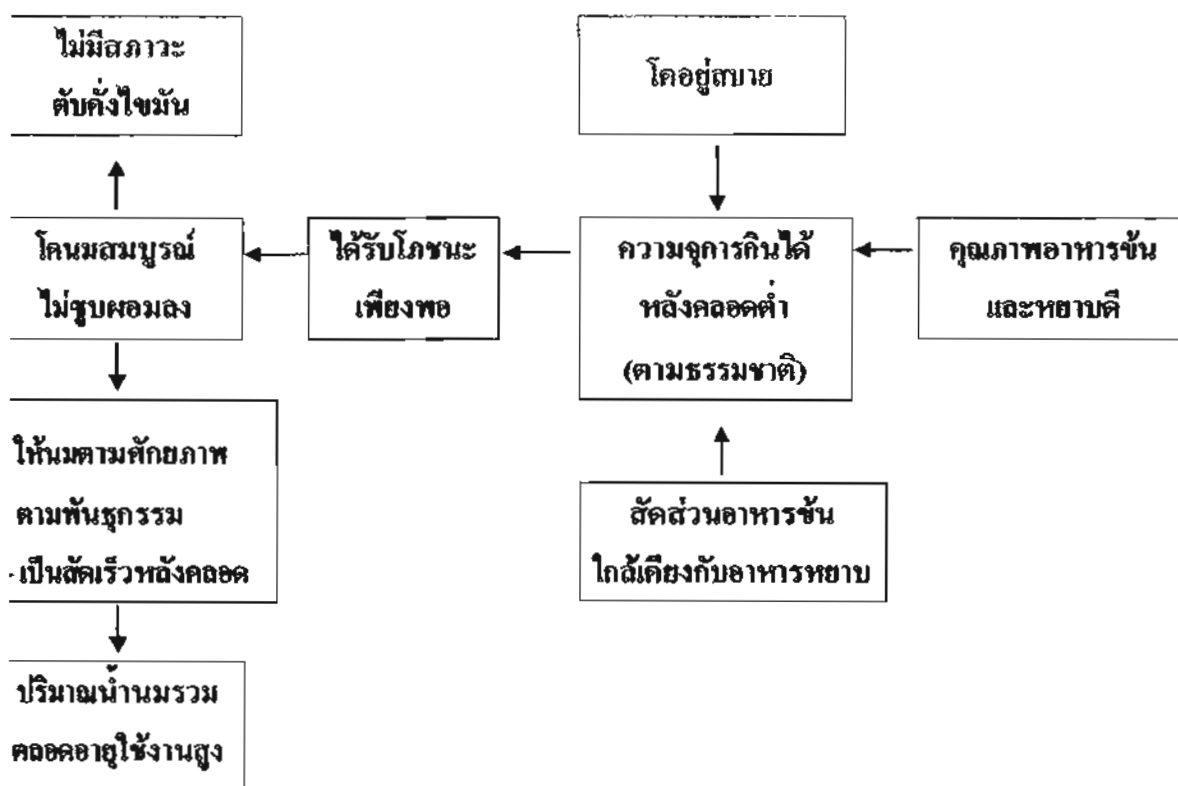 ไม่มีสภาวะ
ตับคั่งไขมัน
โคอยู่สบาย
โคนมสมบูรณ์
ไม่ซูบผอมลง
ได้รับโภชนะ
เพียงพอ
ความจุการกินได้
หลังคลอดต่ำ
(ตามธรรมชาติ)
คุณภาพอาหารข้น
และหยาบดี
ให้นมตามศักยภาพ
ตามพันธุกรรม
- เป็นสัดเร็วหลังคลอด
สัดส่วนอาหารข้น
ใกล้เคียงกับอาหารหยาบ
ปริมาณน้ำนมรวม
ตลอดอายุใช้งานสูง